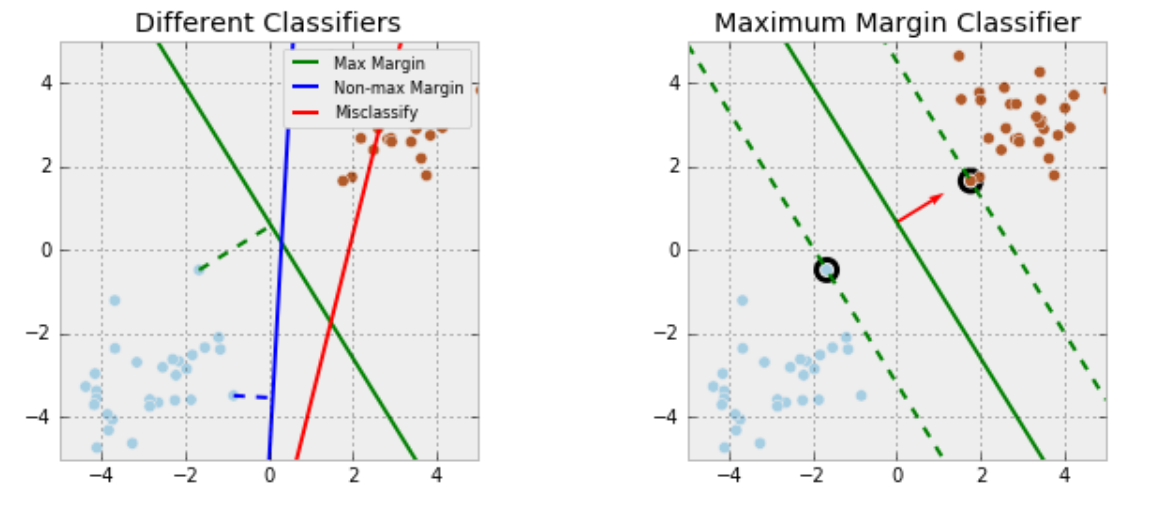 Different Classifiers
Max Margin
Non-max Margin
Misclassify
4
2
0
−2
−4
−4 −2 0 2 4
Maximum Margin Classifier
4
2
0
−2
−4
−4 −2 0 2 4